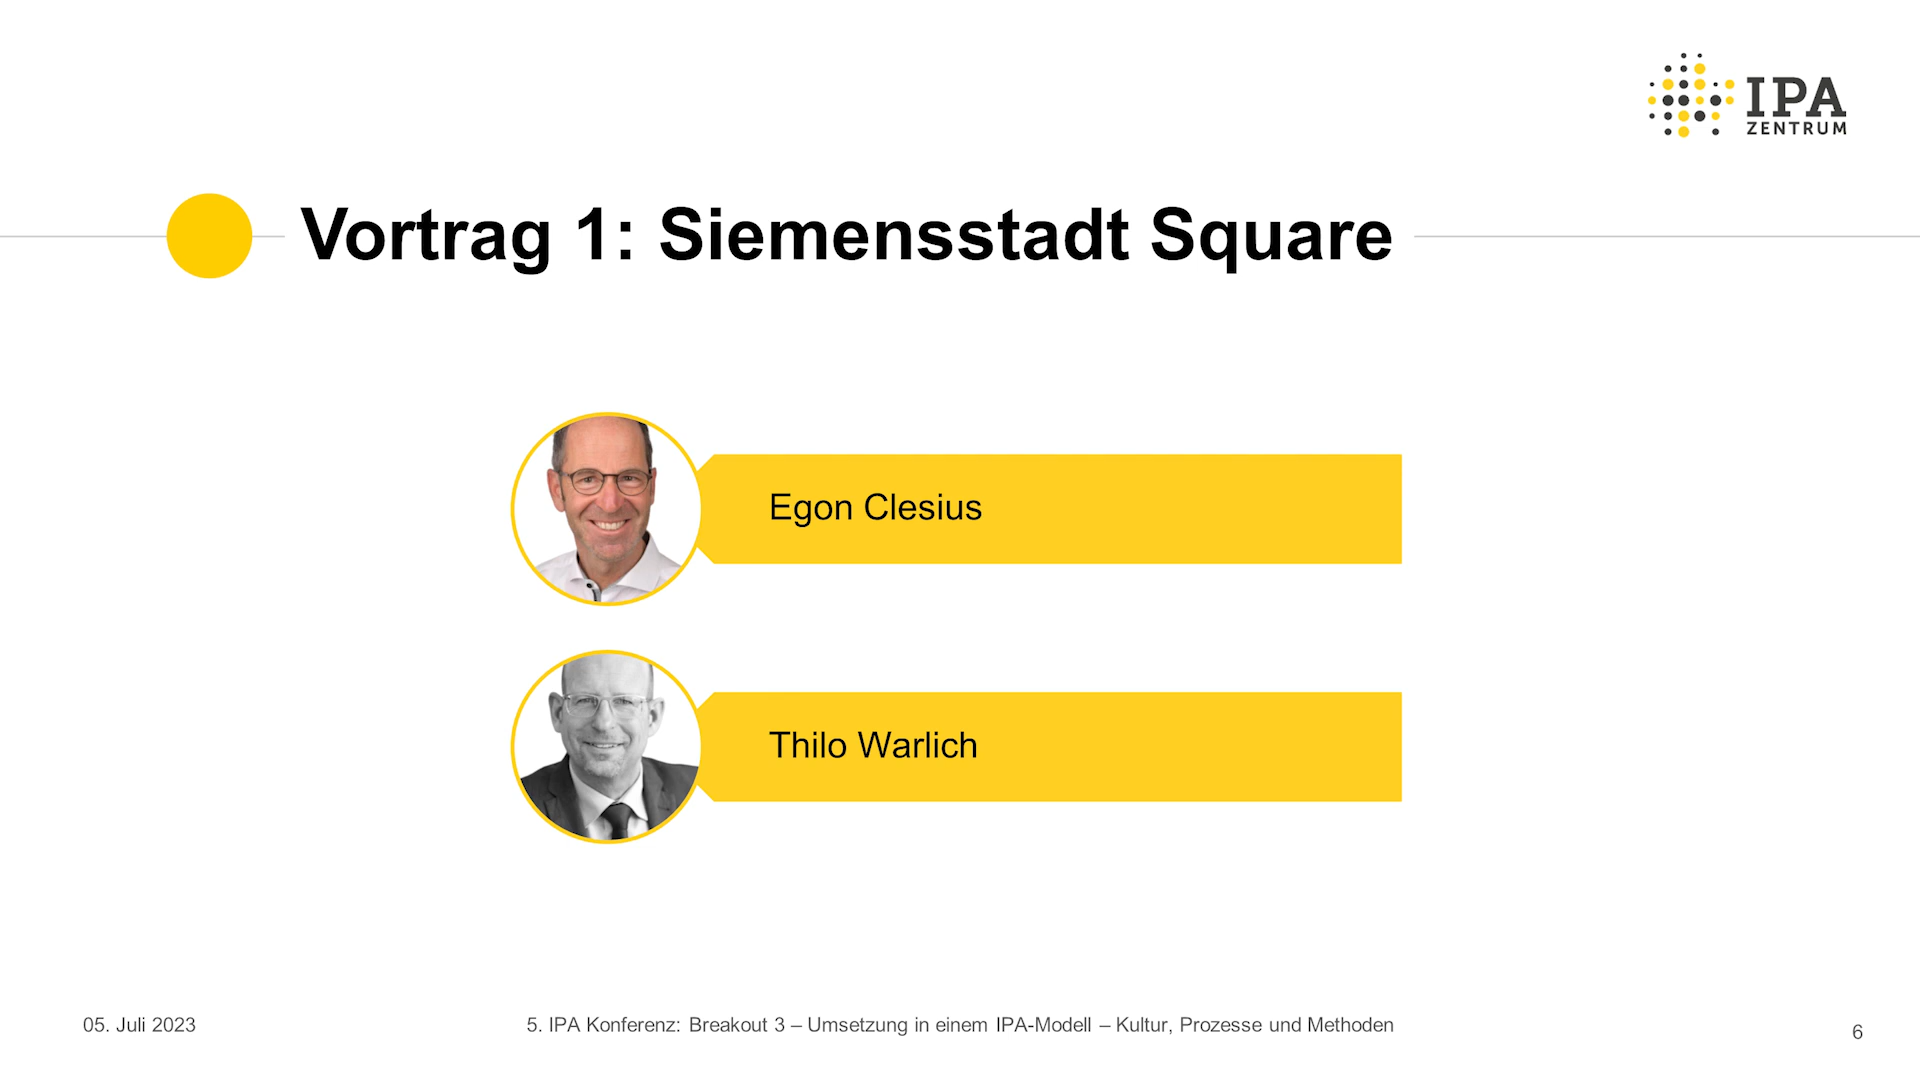 IPA
ZENTRUM
Vortrag 1: Siemensstadt Square
Egon Clesius
Thilo Warlich
05. Juli 2023
5. IPA Konferenz: Breakout 3 – Umsetzung in einem IPA-Modell – Kultur, Prozesse und Methoden
6